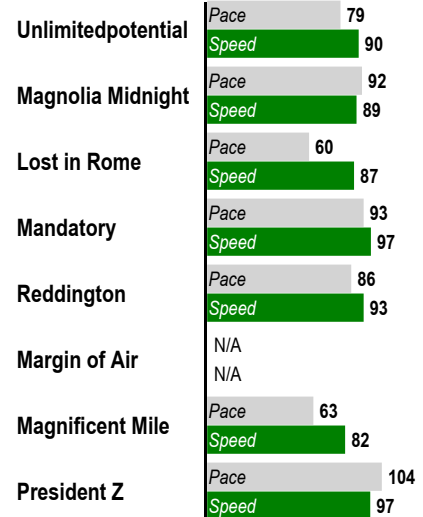 Unlimitedpotential
Pace 79
Speed 90
Magnolia Midnight
Pace 92
Speed 89
Lost in Rome
Pace 60
Speed 87
Mandatory
Pace 93
Speed 97
Reddington
Pace 86
Speed 93
Margin of Air
N/A
N/A
Magnificent Mile
Pace 63
Speed 82
President Z
Pace 104
Speed 97